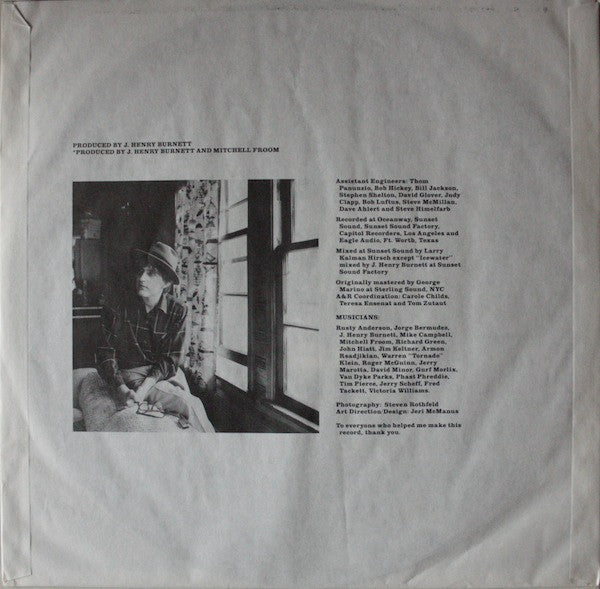 PRODUCED BY J. HENRY BURNETT
*PRODUCED BY J. HENRY BURNETT AND MITCHELL FROOM
Assistant Engineers: Thom
Panunzio, Bob Hickey, Bill Jackson,
Stephen Shelton, David Glover, Judy
Clapp, Bob Loftus, Steve McMillan,
Dave Ahlert and Steve Himelfarb
Recorded at Oceanway, Sunset
Sound, Sunset Sound Factory,
Capitol Recorders, Los Angeles and
Eagle Audio, Ft. Worth, Texas
Mixed at Sunset Sound by Larry
Kalman Hirsch except "Icewater"
mixed by J. Henry Burnett at Sunset
Sound Factory
Originally mastered by George
Marino at Sterling Sound, NYC
A&R Coordination: Carole Childs,
Teresa Ensenat and Tom Zutaut
MUSICIANS:
Rusty Anderson, Jorge Bermudes,
J. Henry Burnett, Mike Campbell,
Mitchell Froom, Richard Green,
John Hiatt, Jim Keltner, Armon
Rsadjikian, Warren "Tornado"
Klein, Roger McGuinn, Jerry
Marotta, David Minor, Gurf Morlix,
Van Dyke Parks, Phast Phreddie,
Tim Pierce, Jerry Scheff, Fred
Tackett, Victoria Williams.
Photography: Steven Rothfeld
Art Direction/Design: Jeri McManus
To everyone who helped me make this
record, thank you.